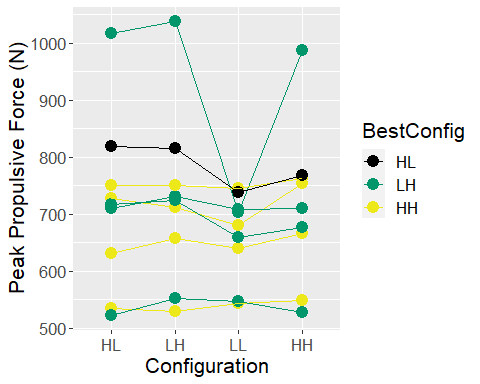 Peak Propulsive Force (N)
1000
900
800
700
600
500
HL LH LL HH
Configuration
BestConfig
HL
LH
HH